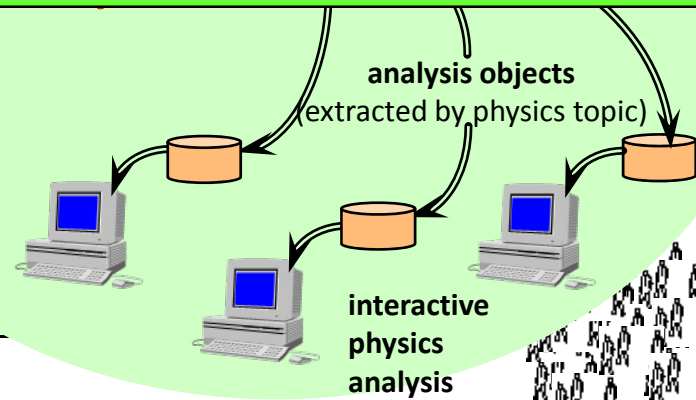 analysis objects
(extracted by physics topic)
interactive
physics
analysis